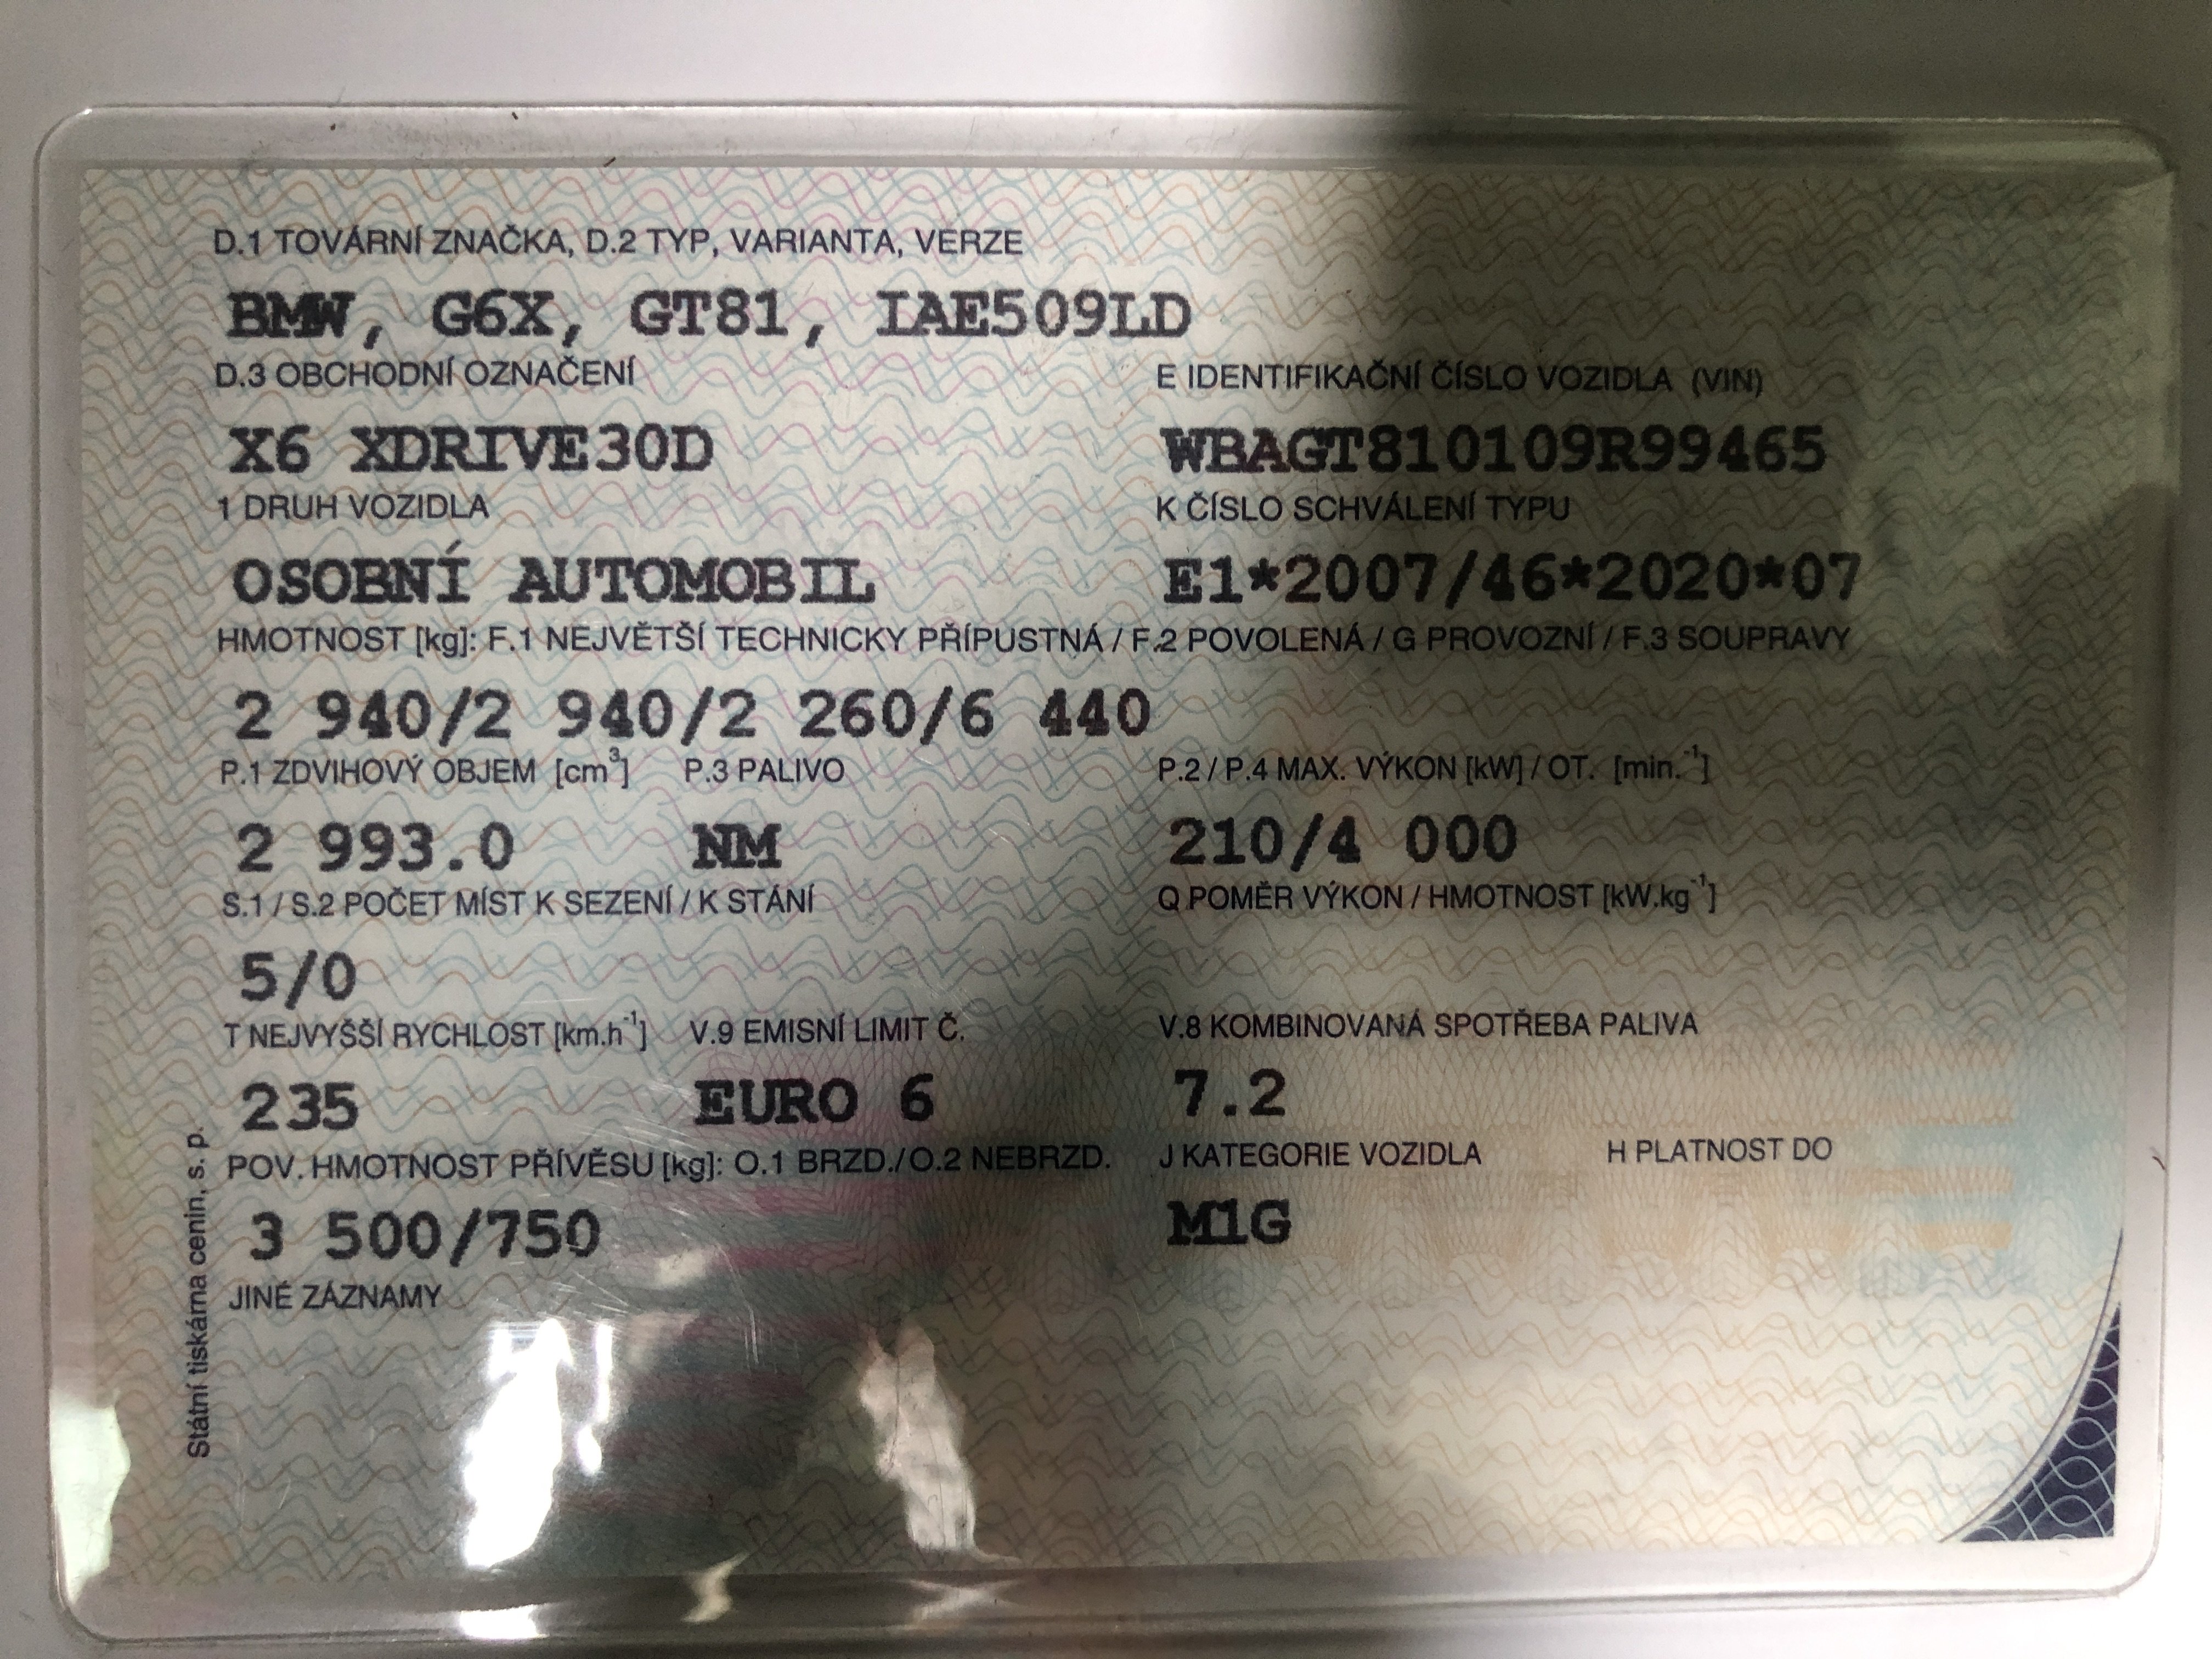 D.1 TOVÁRNÍ ZNAČKA, D.2 TYP, VARIANTA, VERZE
BMW, G6X, GT81, IAE509LD
D.3 OBCHODNÍ OZNAČENÍ E IDENTIFIKAČNÍ ČÍSLO VOZIDLA (VIN)
X6 XDRIVE30D WBAGT810109R99465
1 DRUH VOZIDLA K ČÍSLO SCHVÁLENÍ TYPU
OSOBNÍ AUTOMOBIL E1*2007/46*2020*07
HMOTNOST [kg]: F.1 NEJVĚTŠÍ TECHNICKY PŘÍPUSTNÁ / F.2 POVOLENÁ / G PROVOZNÍ / F.3 SOUPRAVY
2 940/2 940/2 260/6 440
P.1 ZDVIHOVÝ OBJEM [cm³] P.3 PALIVO P.2 / P.4 MAX. VÝKON [kW] / OT. [min.⁻¹]
2 993.0 NM 210/4 000
S.1 / S.2 POČET MÍST K SEZENÍ / K STÁNÍ Q POMĚR VÝKON / HMOTNOST [kW.kg⁻¹]
5/0
T NEJVYŠŠÍ RYCHLOST [km.h⁻¹] V.9 EMISNÍ LIMIT Č. V.8 KOMBINOVANÁ SPOTŘEBA PALIVA
235 EURO 6 7.2
POV. HMOTNOST PŘÍVĚSU [kg]: O.1 BRZD./O.2 NEBRZD. J KATEGORIE VOZIDLA H PLATNOST DO
3 500/750 M1G
JINÉ ZÁZNAMY
Státní tiskárna cenin, s. p.